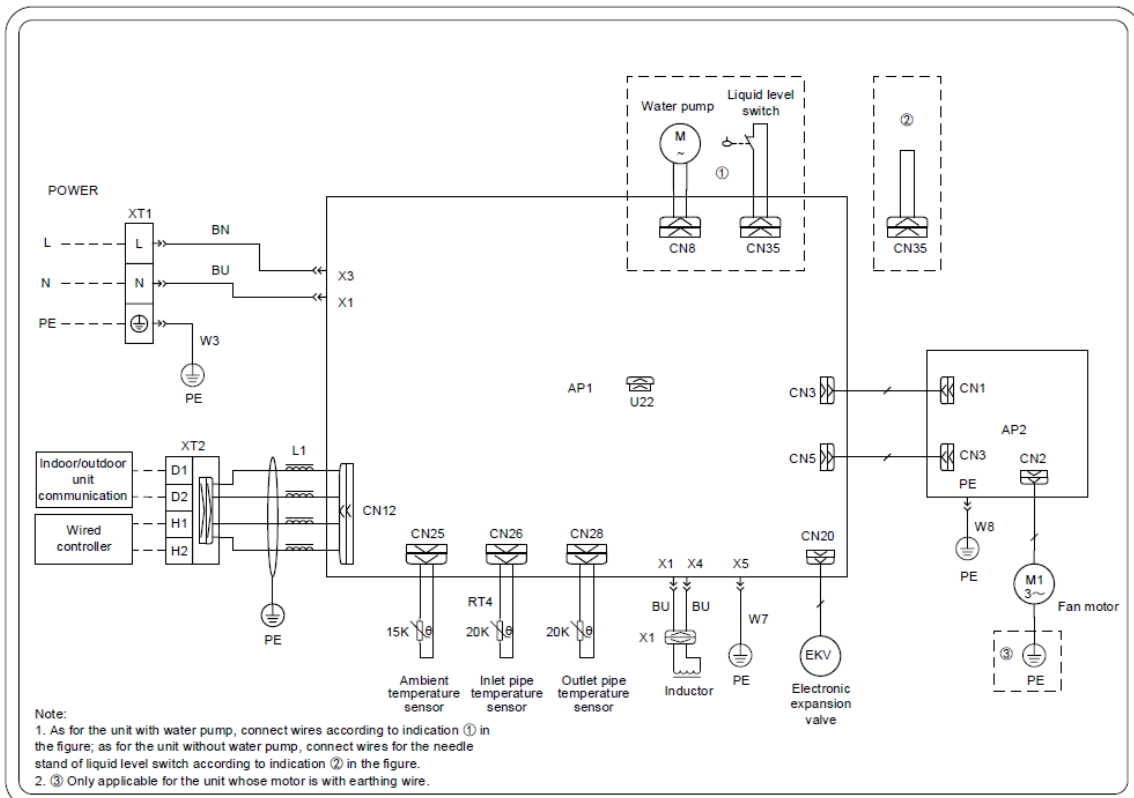 Water pump
Liquid level
switch
M
~
①
②
CN8
CN35
CN35
POWER
XT1
L
L
BN
X3
N
N
BU
X1
PE
W3
PE
AP1
U22
CN3
CN1
AP2
CN5
CN3
CN2
PE
W8
PE
M1
3~
Fan motor
③
PE
XT2
L1
Indoor/outdoor
unit
communication
D1
D2
Wired
controller
H1
H2
CN12
PE
CN25
CN26
CN28
RT4
15K
θ
20K
θ
20K
θ
Ambient
temperature
sensor
Inlet pipe
temperature
sensor
Outlet pipe
temperature
sensor
X1
X4
X5
BU
BU
W7
X1
Inductor
PE
CN20
EKV
Electronic
expansion
valve
Note:
1. As for the unit with water pump, connect wires according to indication ① in
the figure; as for the unit without water pump, connect wires for the needle
stand of liquid level switch according to indication ② in the figure.
2. ③ Only applicable for the unit whose motor is with earthing wire.